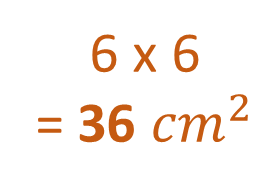 6 x 6
= 36 cm²